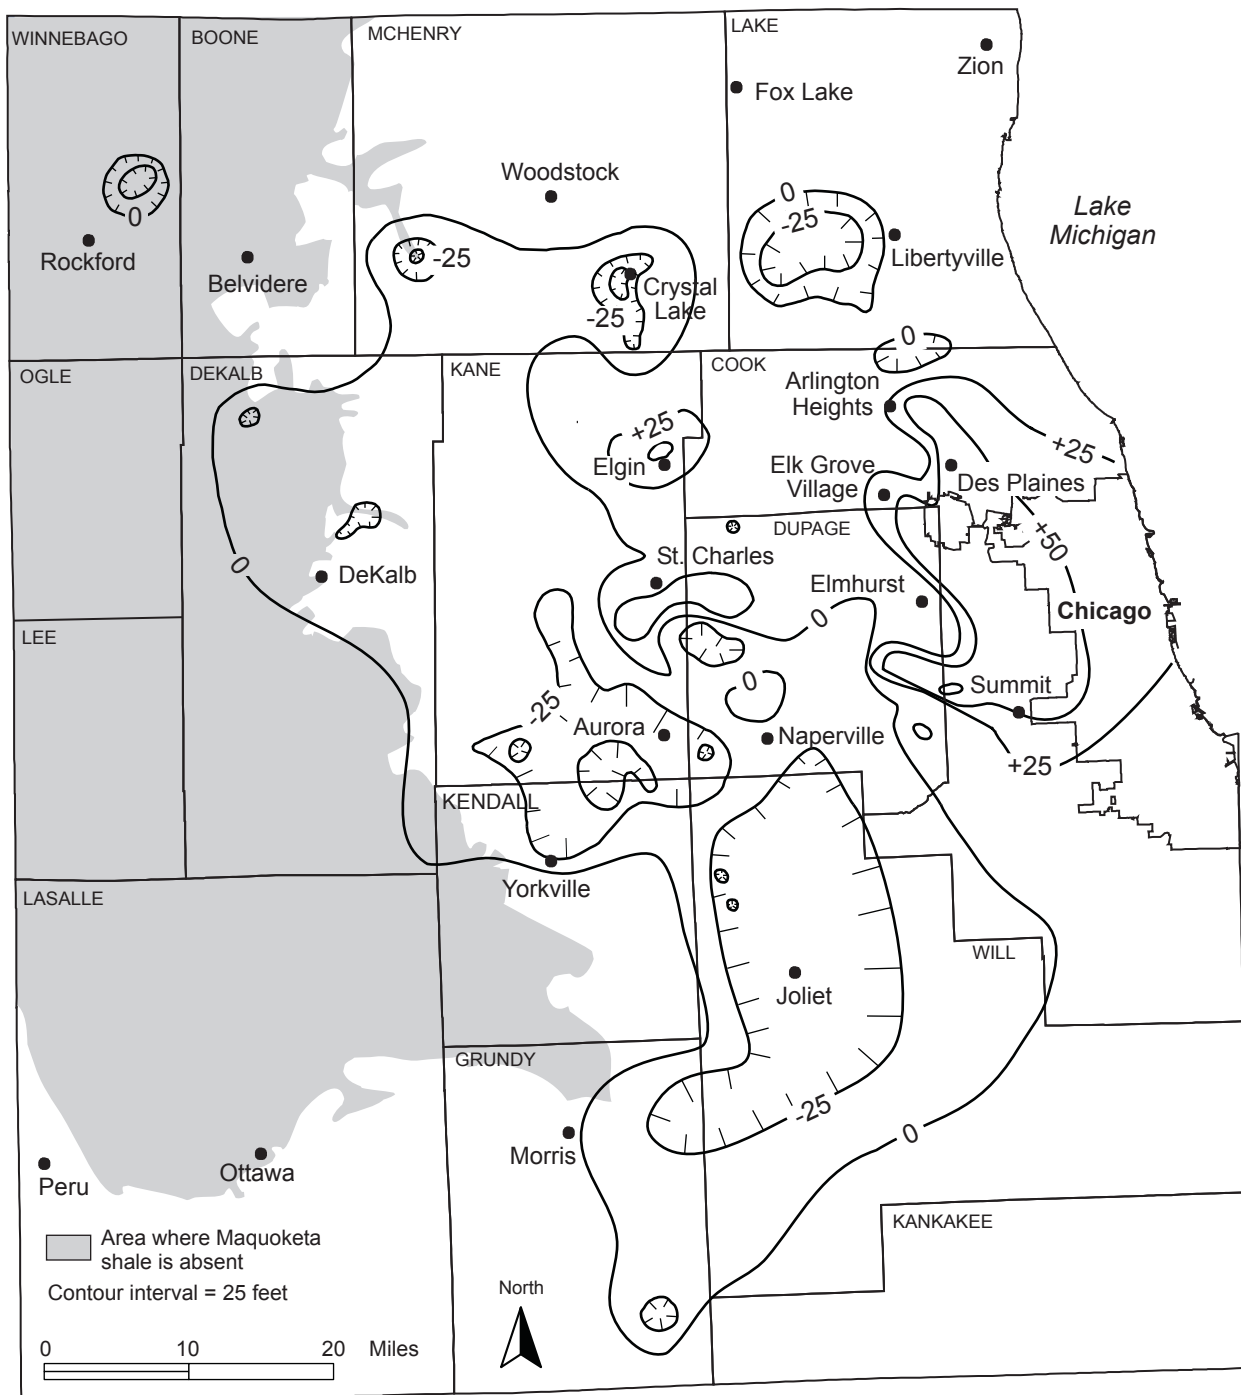 WINNEBAGO
BOONE
MCHENRY
LAKE
Zion
Fox Lake
Woodstock
0
-25
0
Lake
Michigan
Rockford
Belvidere
-25
Libertyville
Crystal
Lake
-25
0
OGLE
DEKALB
KANE
COOK
Arlington
Heights
+25
+25
Elgin
Elk Grove
Village
Des Plaines
DUPAGE
+50
0
DeKalb
St. Charles
Elmhurst
Chicago
LEE
0
0
Summit
-25
Aurora
Naperville
+25
KENDALL
Yorkville
LASALLE
WILL
Joliet
GRUNDY
-25
0
Morris
Peru
Ottawa
KANKAKEE
Area where Maquoketa
shale is absent
Contour interval = 25 feet
North
0 10 20 Miles